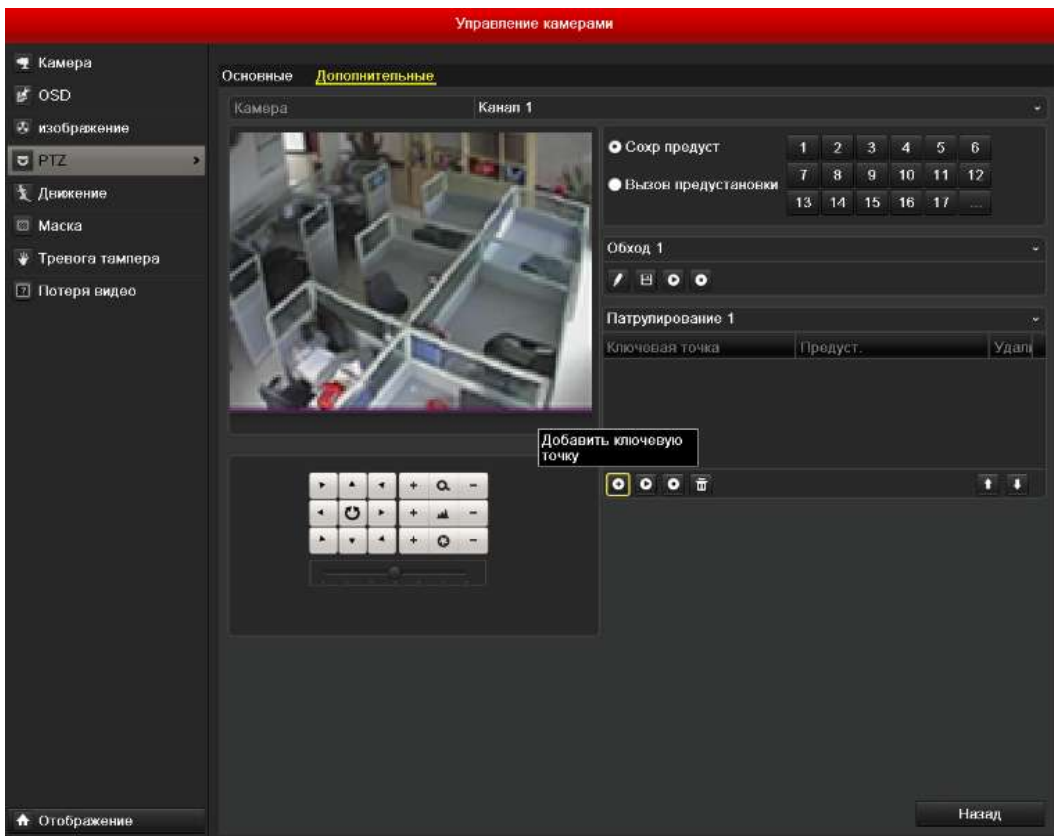 Управление камерами
Камера
OSD
изображение
PTZ
Движение
Маска
Тревога тампера
Потеря видео
Отображение
Основные Дополнительные
Камера Канал 1
Сохр предуст
Вызов предустановки
1 2 3 4 5 6
7 8 9 10 11 12
13 14 15 16 17 ...
Обход 1
Патрулирование 1
Ключевая точка Предуст. Удали
Добавить ключевую
точку
Назад